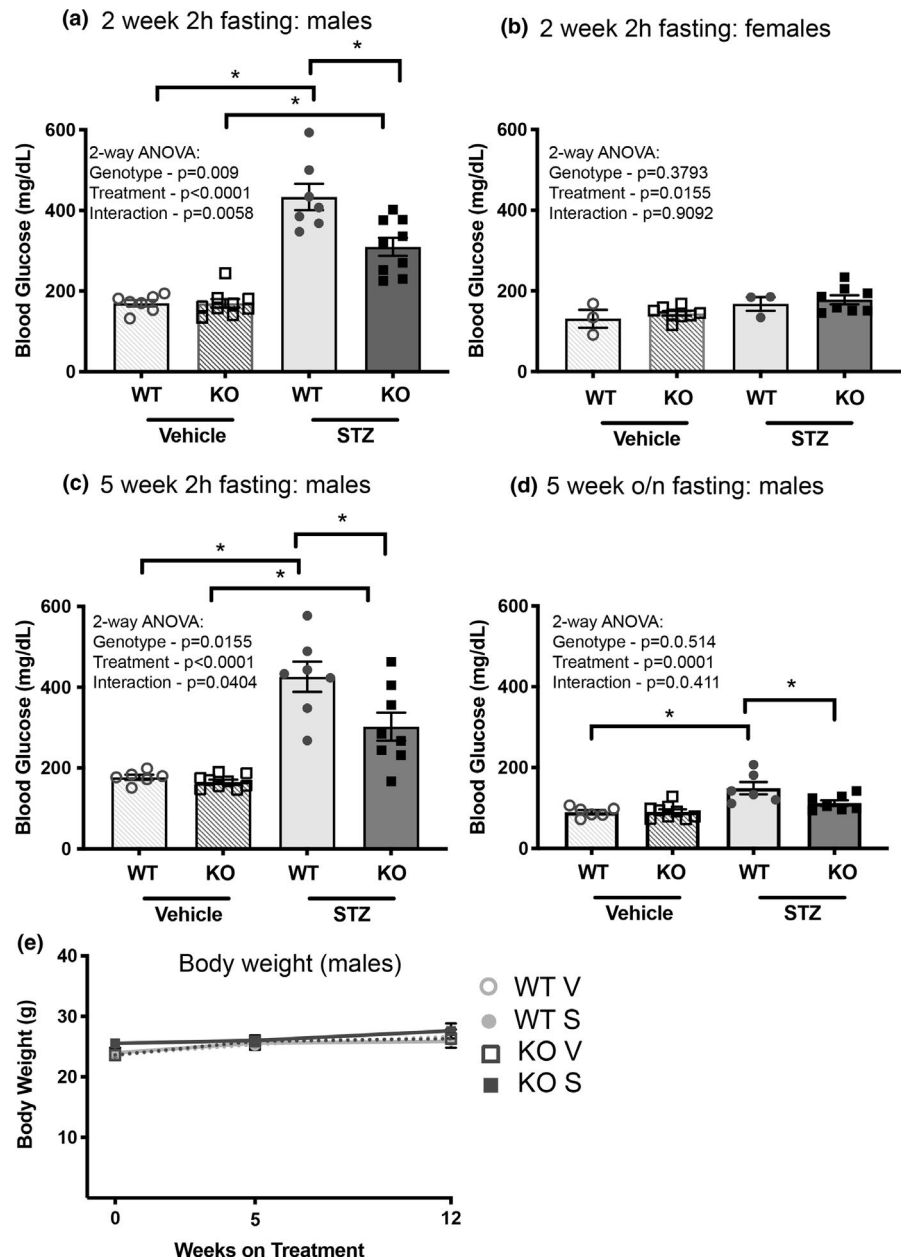 (a) 2 week 2h fasting: males
*
*
*
Blood Glucose (mg/dL)
600
400
200
0
2-way ANOVA:
Genotype - p=0.009
Treatment - p<0.0001
Interaction - p=0.0058
WT KO WT KO
Vehicle STZ
(b) 2 week 2h fasting: females
Blood Glucose (mg/dL)
600
400
200
0
2-way ANOVA:
Genotype - p=0.3793
Treatment - p=0.0155
Interaction - p=0.9092
WT KO WT KO
Vehicle STZ
(c) 5 week 2h fasting: males
*
*
*
Blood Glucose (mg/dL)
600
400
200
0
2-way ANOVA:
Genotype - p=0.0155
Treatment - p<0.0001
Interaction - p=0.0404
WT KO WT KO
Vehicle STZ
(d) 5 week o/n fasting: males
Blood Glucose (mg/dL)
600
400
200
0
2-way ANOVA:
Genotype - p=0.0.514
Treatment - p=0.0001
Interaction - p=0.0.411
*
*
WT KO WT KO
Vehicle STZ
(e)
Body weight (males)
Body Weight (g)
40
30
20
10
0 5 12
Weeks on Treatment
WT V
WT S
KO V
KO S